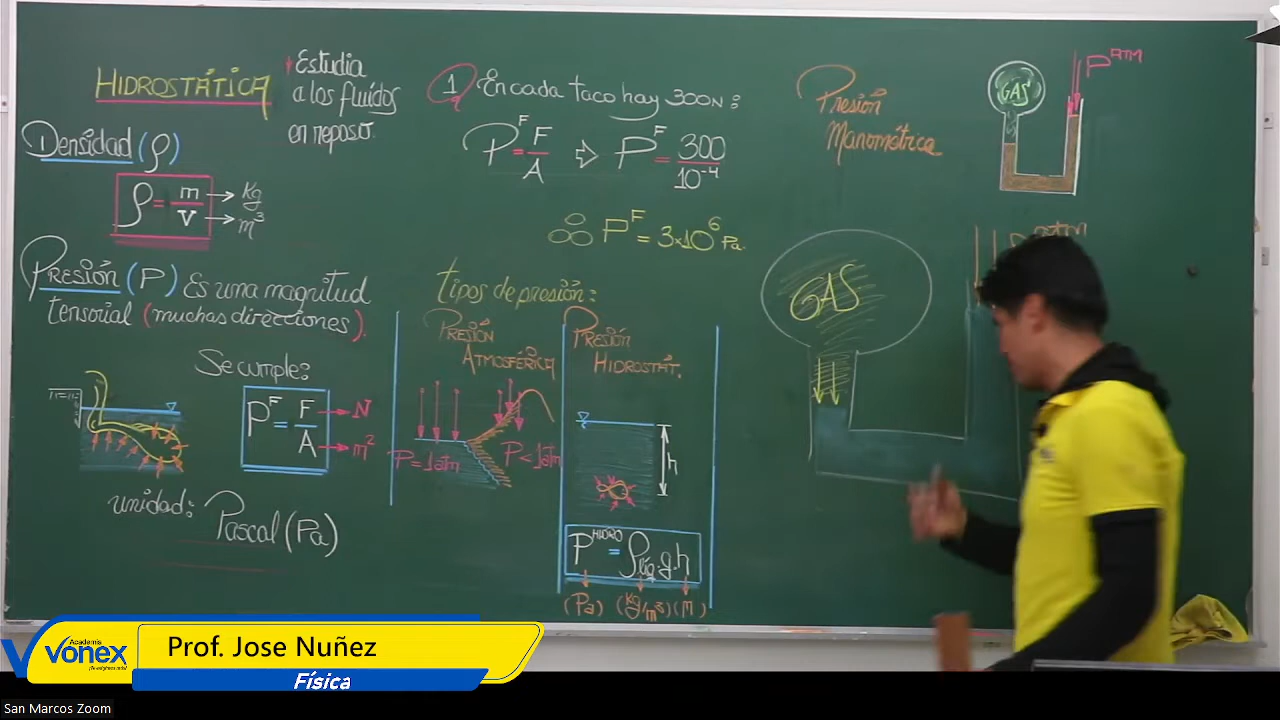 HIDROSTÁTICA
Estudia
a los fluídos
en reposo.
Densidad (ρ)
ρ = m/V → Kg
→ m³
Presión (P) Es una magnitud
tensorial (muchas direcciones).
Se cumple:
P^F = F/A → N
→ m²
unidad: Pascal (Pa)
1 En cada taco hay 300N:
P^F = F/A ⇨ P^F = 300/10⁻⁴
∴ P^F = 3×10⁶ Pa.
tipos de presión:
Presión
Atmosférica
P=1atm
P<1atm
Presión
Hidrostát.
h
P^HIDRO = ρ líq. g.h
(Pa) (Kg/m³) (m)
Presión
Manométrica
GAS
P^ATM
GAS
Academia
Vonex
Prof. Jose Nuñez
Física
San Marcos Zoom